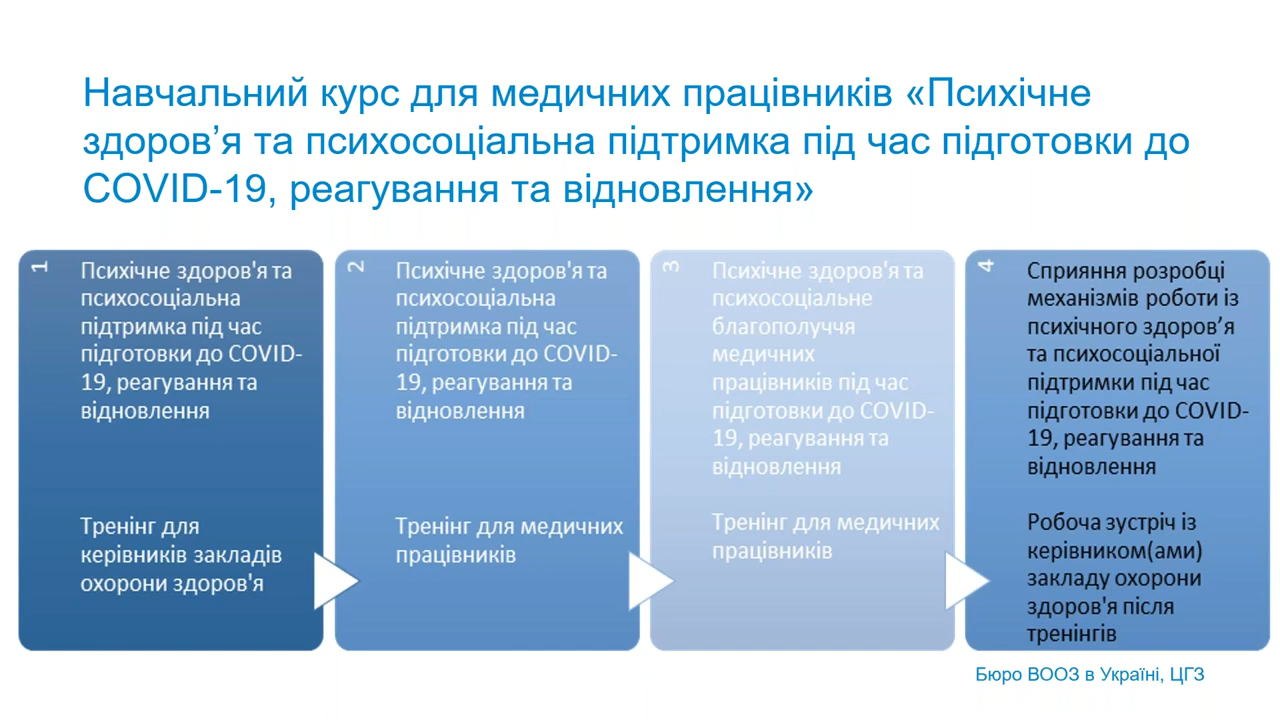 Навчальний курс для медичних працівників «Психічне
здоров’я та психосоціальна підтримка під час підготовки до
COVID-19, реагування та відновлення»
1
Психічне здоров'я та
психосоціальна
підтримка під час
підготовки до COVID-
19, реагування та
відновлення
Тренінг для
керівників закладів
охорони здоров'я
2
Психічне здоров'я та
психосоціальна
підтримка під час
підготовки до COVID-
19, реагування та
відновлення
Тренінг для медичних
працівників
3
Психічне здоров'я та
психосоціальне
благополуччя
медичних
працівників під час
підготовки до COVID-
19, реагування та
відновлення
Тренінг для медичних
працівників
4
Сприяння розробці
механізмів роботи із
психічного здоров’я
та психосоціальної
підтримки під час
підготовки до COVID-
19, реагування та
відновлення
Робоча зустріч із
керівником(ами)
закладу охорони
здоров'я після
тренінгів
Бюро ВООЗ в Україні, ЦГЗ